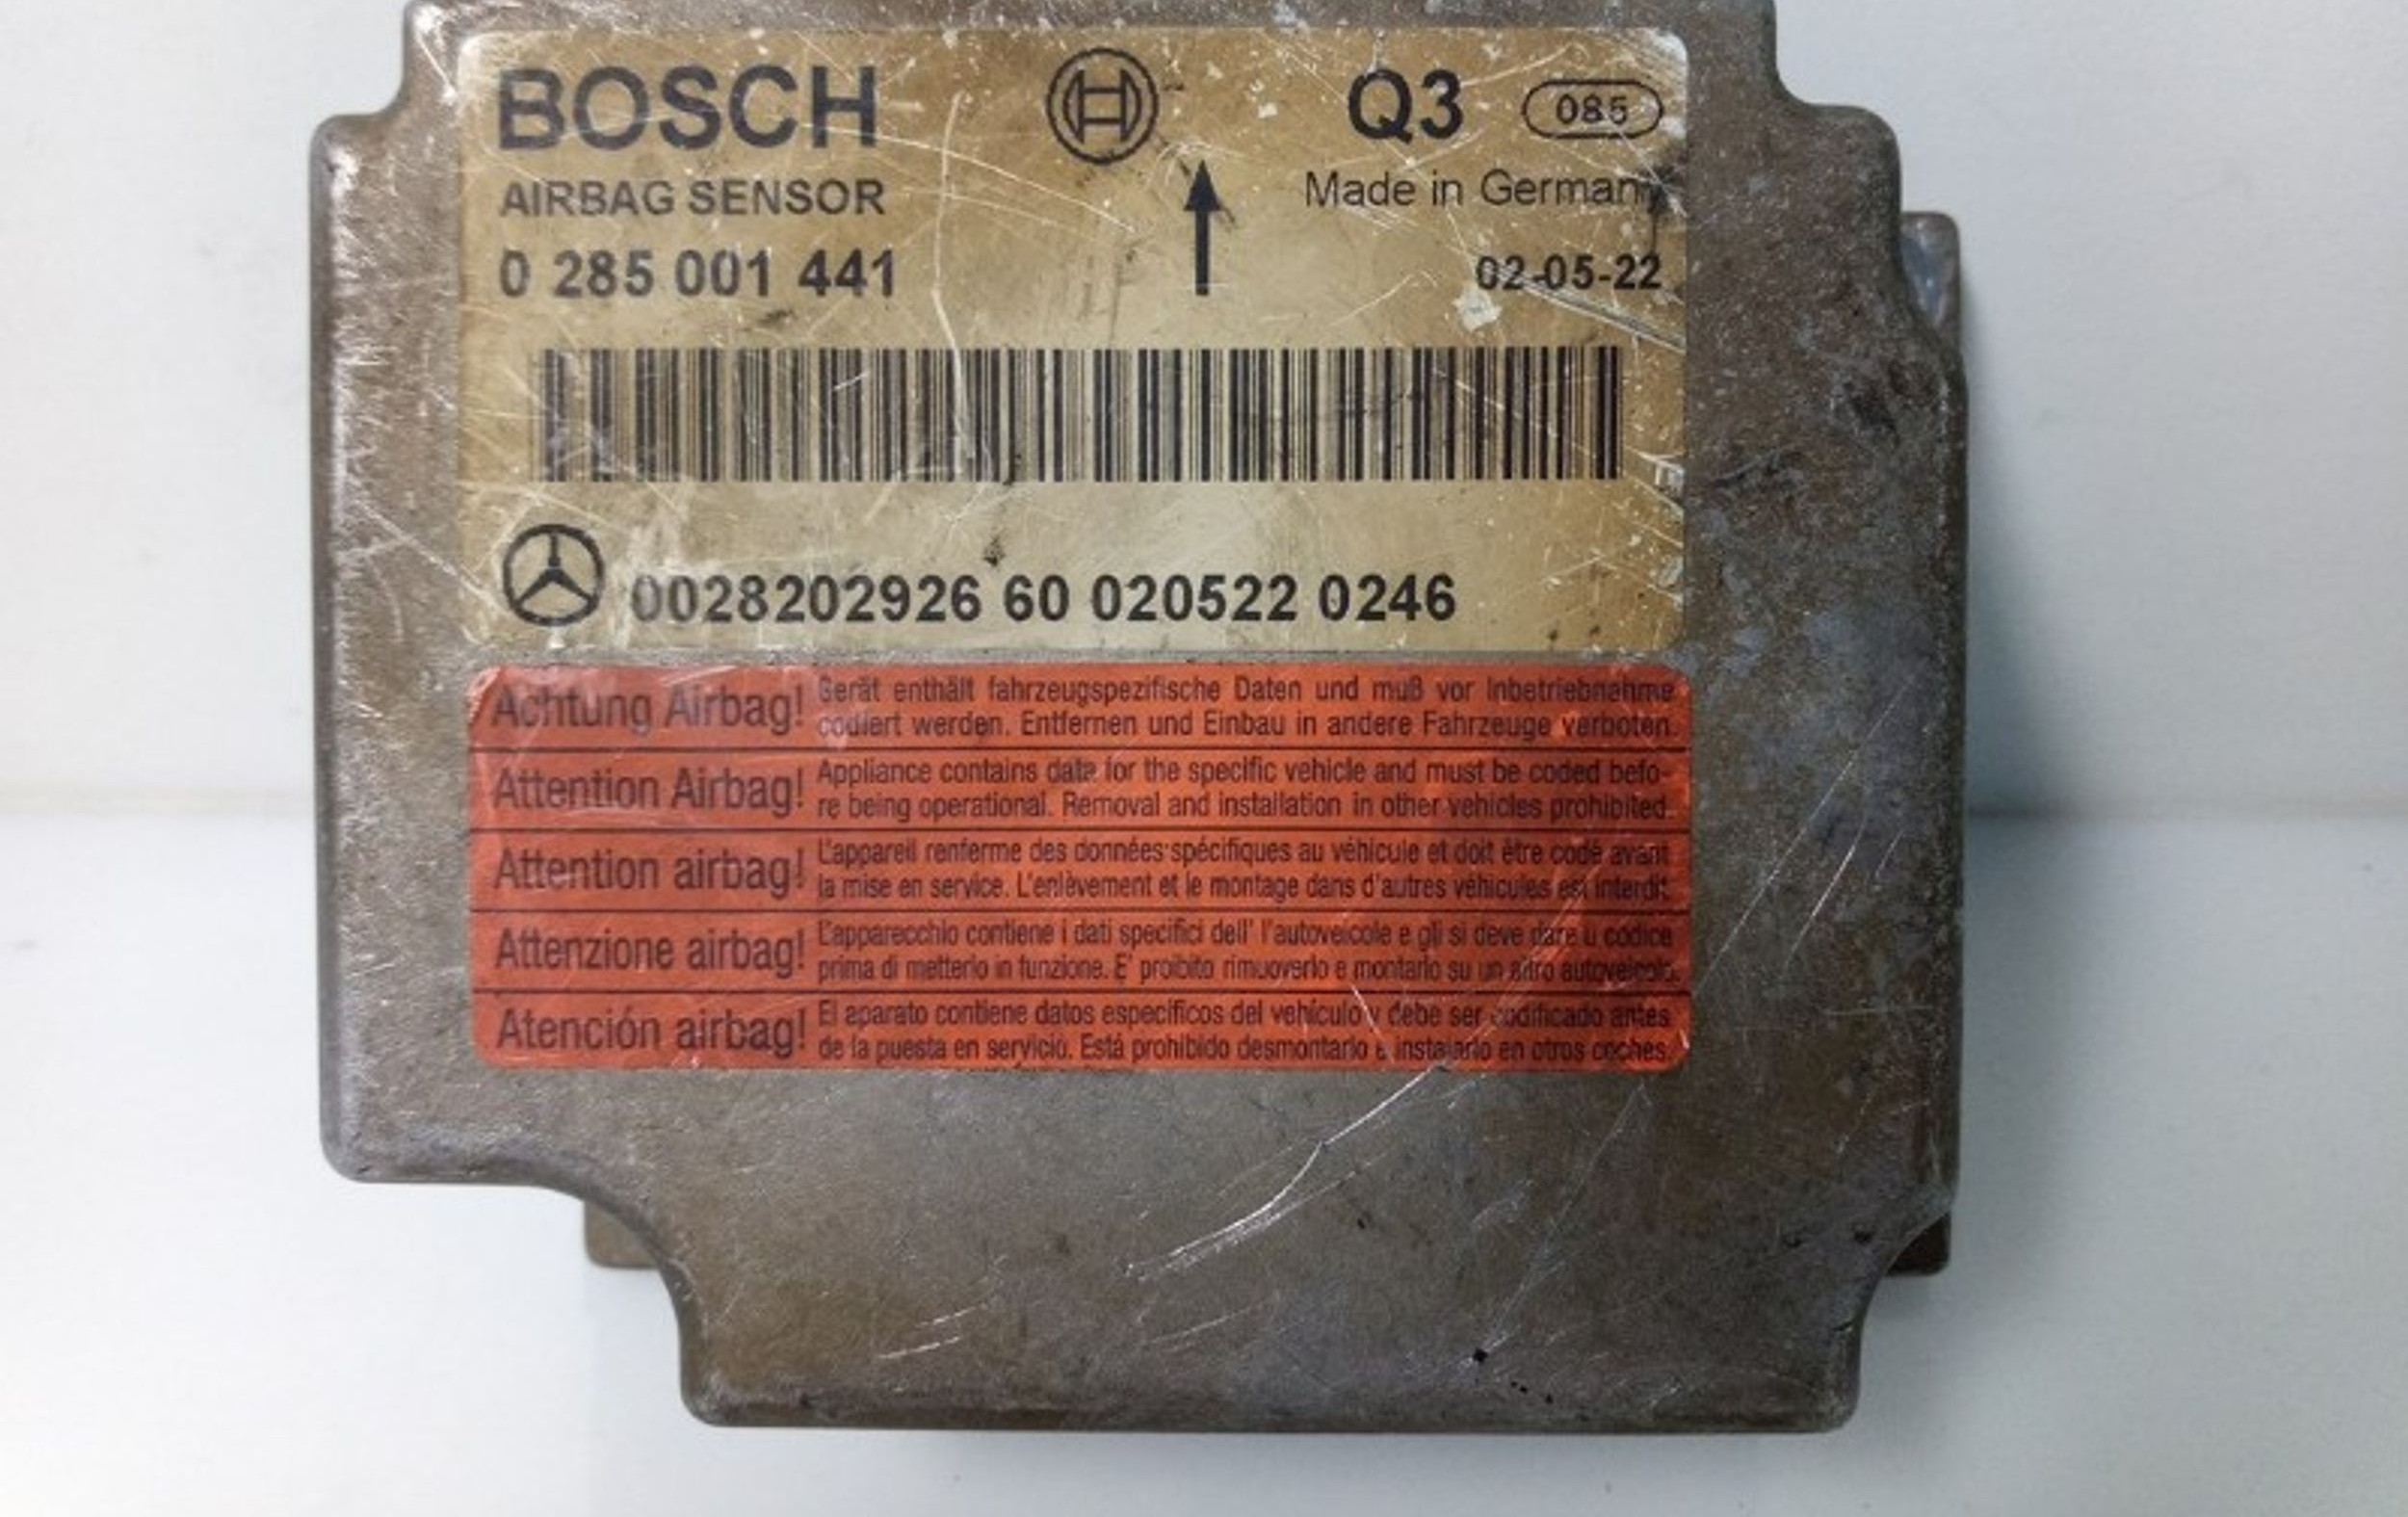 BOSCH Q3 085
AIRBAG SENSOR Made in Germany
0 285 001 441 02-05-22
0028202926 60 020522 0246
Achtung Airbag! Gerät enthält fahrzeugspezifische Daten und muß vor Inbetriebnahme
codiert werden. Entfernen und Einbau in andere Fahrzeuge verboten.
Attention Airbag! Appliance contains data for the specific vehicle and must be coded befo-
re being operational. Removal and installation in other vehicles prohibited.
Attention airbag! L'appareil renferme des données spécifiques au véhicule et doit être codé avant
la mise en service. L'enlèvement et le montage dans d'autres véhicules est interdit.
Attenzione airbag! L'apparecchio contiene i dati specifici dell' l'autoveicole e gli si deve dare il codice
prima di metterlo in funzione. E' proibito rimuoverlo e montarlo su un altro autoveicolo.
Atención airbag! El aparato contiene datos específicos del vehículo y debe ser codificado antes
de la puesta en servicio. Está prohibido desmontarlo e instalarlo en otros coches.